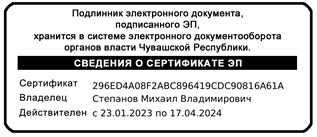 Подлинник электронного документа,
подписанного ЭП,
хранится в системе электронного документооборота
органов власти Чувашской Республики.
СВЕДЕНИЯ О СЕРТИФИКАТЕ ЭП
Сертификат 296ED4A08F2ABC896419CDC90816A61A
Владелец Степанов Михаил Владимирович
Действителен с 23.01.2023 по 17.04.2024